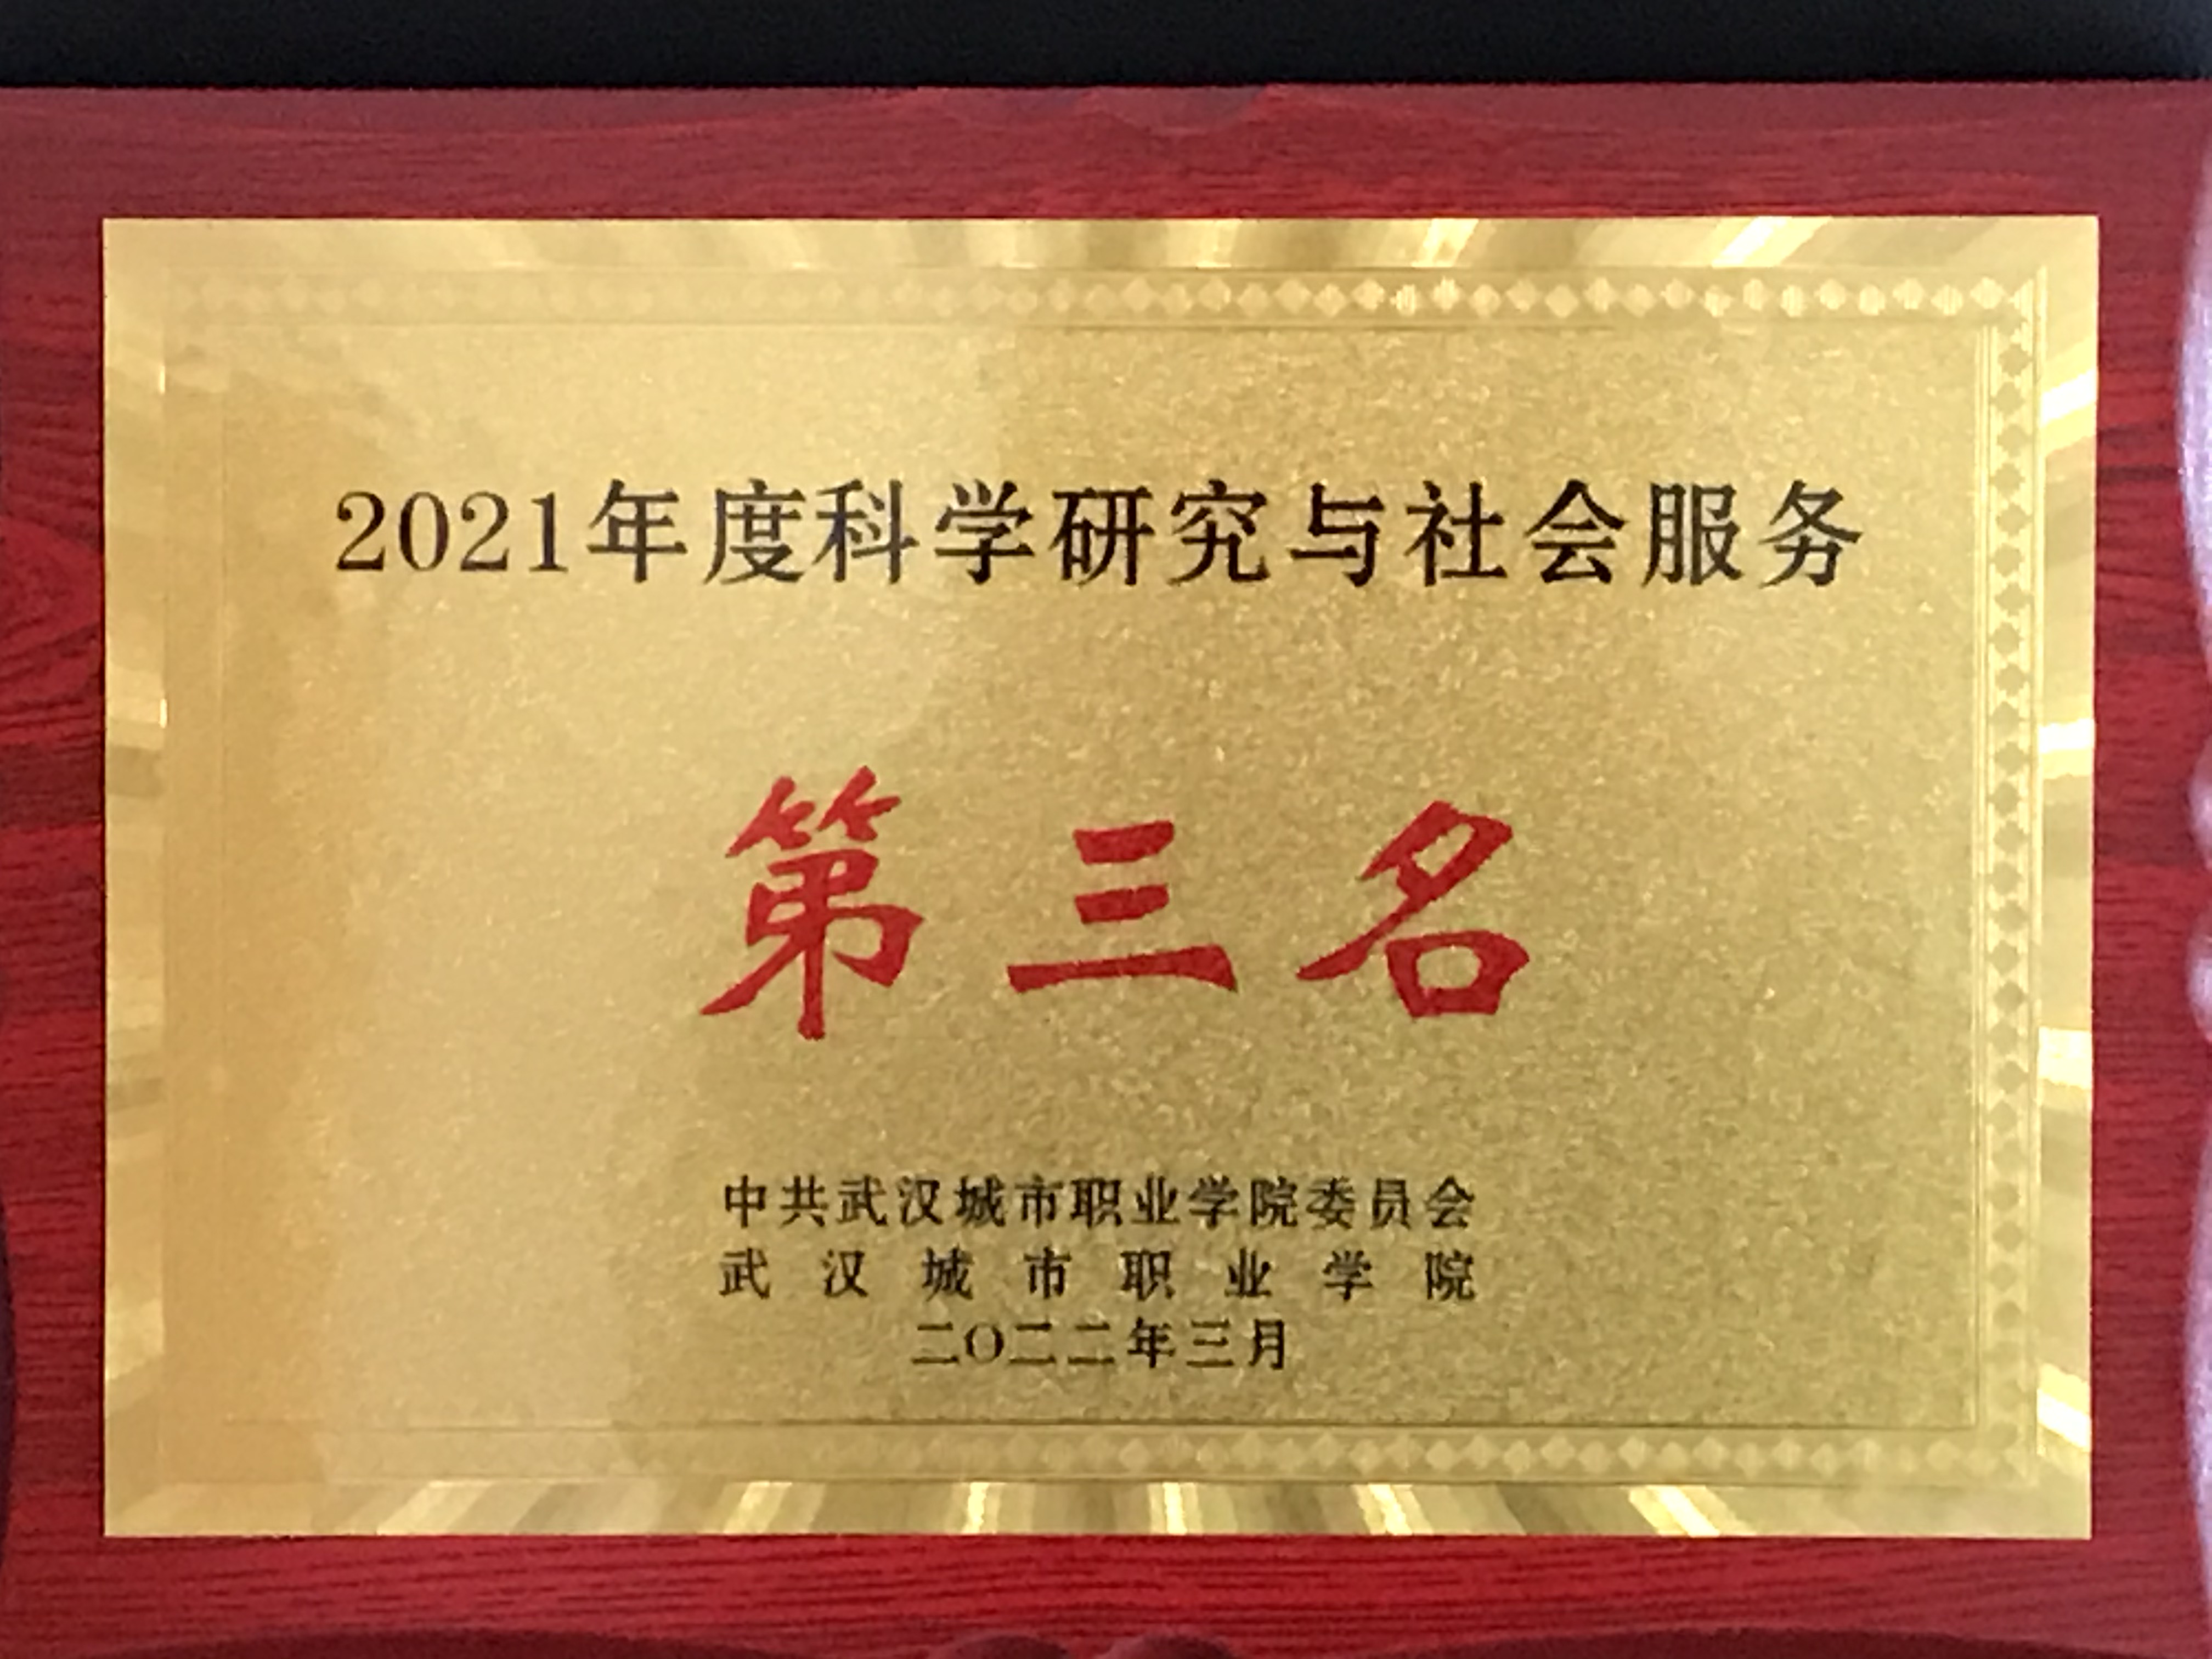 2021年度科学研究与社会服务
第三名
中共武汉城市职业学院委员会
武汉城市职业学院
二〇二二年三月